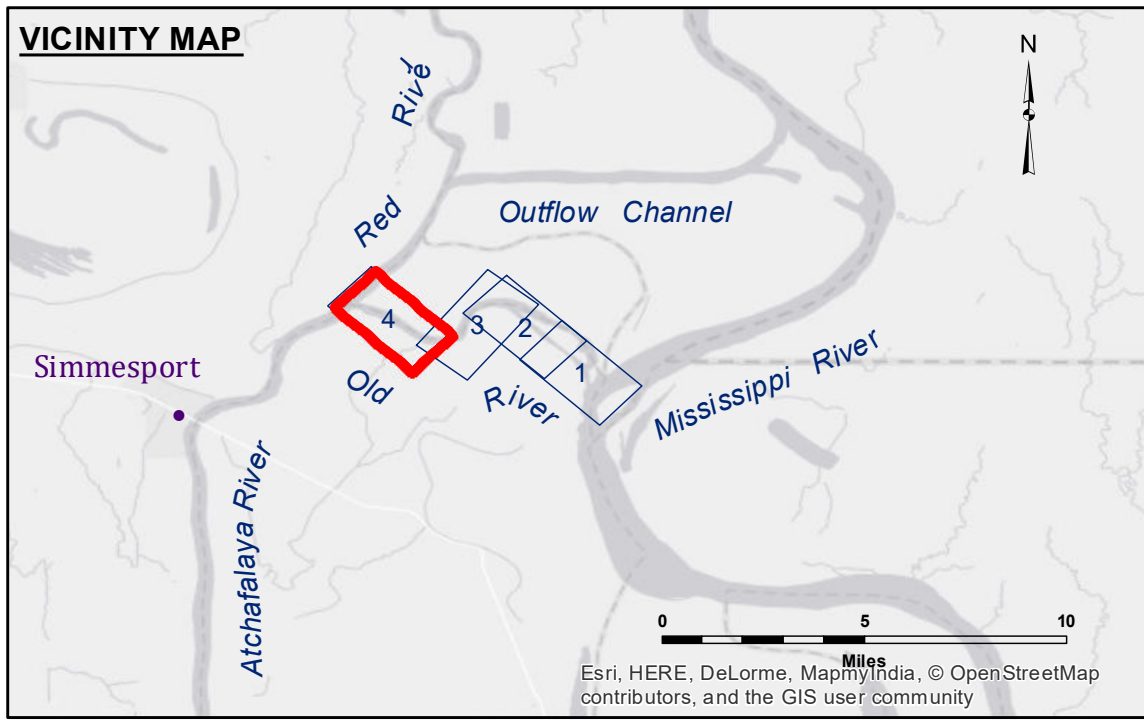 VICINITY MAP
N
Red River
Outflow Channel
4
3
2
1
Simmesport
Old River
Mississippi River
Atchafalaya River
0 5 10
Miles
Esri, HERE, DeLorme, MapmyIndia, © OpenStreetMap
contributors, and the GIS user community